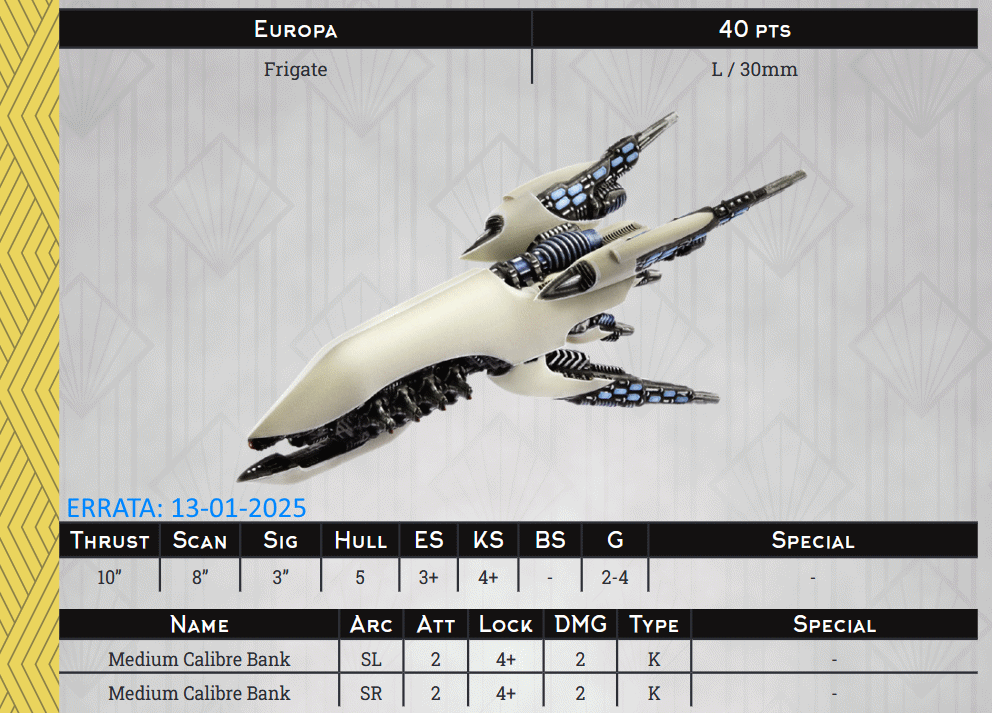 Europa 40 pts
Frigate L / 30mm
ERRATA: 13-01-2025
Thrust Scan Sig Hull ES KS BS G Special
10” 8” 3” 5 3+ 4+ - 2-4 -
Name Arc Att Lock DMG Type Special
Medium Calibre Bank SL 2 4+ 2 K -
Medium Calibre Bank SR 2 4+ 2 K -